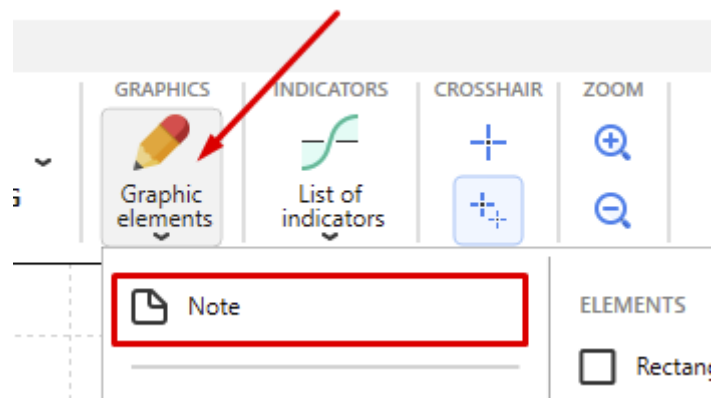 GRAPHICS
INDICATORS
CROSSHAIR
ZOOM
Graphic
elements
List of
indicators
Note
ELEMENTS